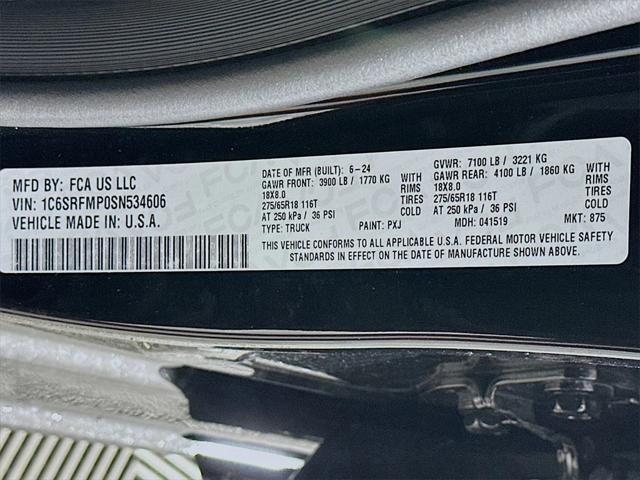 MFD BY: FCA US LLC
VIN: 1C6SRFMP0SN534606
VEHICLE MADE IN: U.S.A.
DATE OF MFR (BUILT): 6-24
GAWR FRONT: 3900 LB / 1770 KG WITH
18X8.0 RIMS
275/65R18 116T TIRES
AT 250 kPa / 36 PSI AT
TYPE: TRUCK PAINT: PXJ
GVWR: 7100 LB / 3221 KG
GAWR REAR: 4100 LB / 1860 KG WITH
18X8.0 RIMS
275/65R18 116T TIRES
AT 250 kPa / 36 PSI AT
MDH: 041519 MKT: 875
THIS VEHICLE CONFORMS TO ALL APPLICABLE U.S.A. FEDERAL MOTOR VEHICLE SAFETY
STANDARDS IN EFFECT ON THE DATE OF MANUFACTURE SHOWN ABOVE.